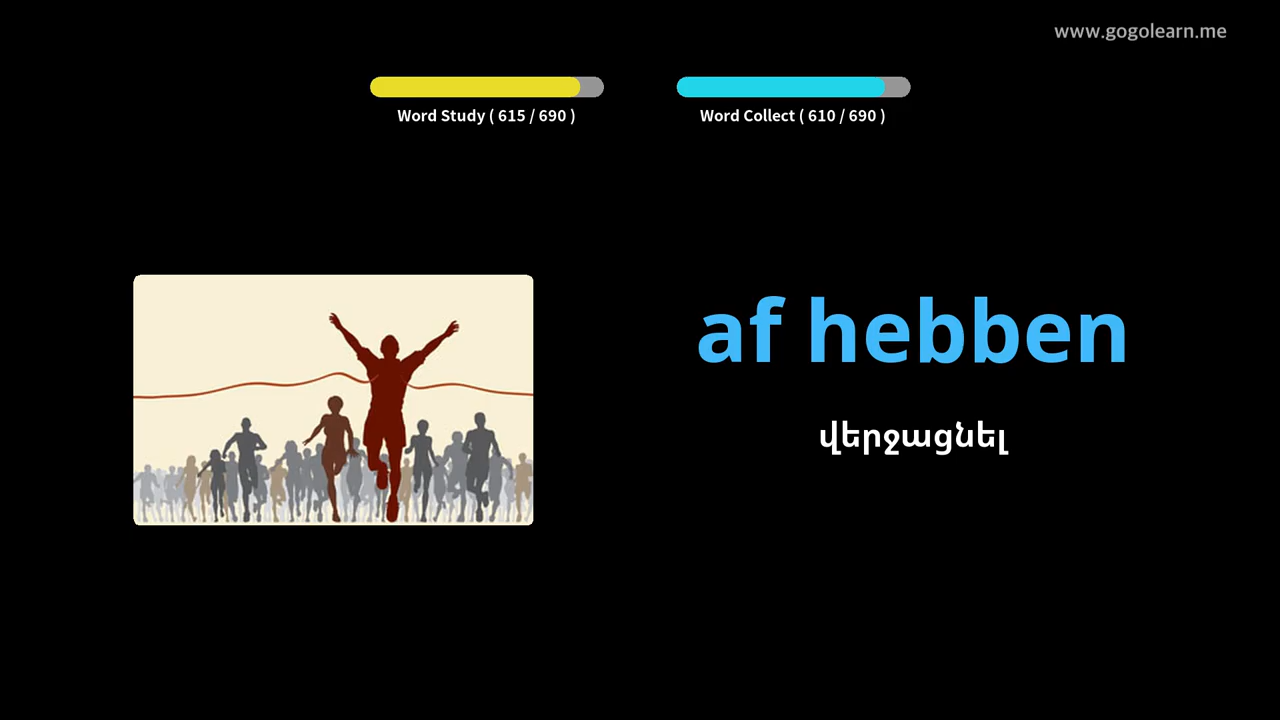 www.gogolearn.me
Word Study ( 615 / 690 )
Word Collect ( 610 / 690 )
af hebben
վերջացնել